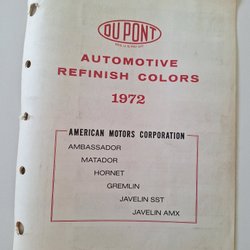 DU PONT
AUTOMOTIVE
REFINISH COLORS
1972
AMERICAN MOTORS CORPORATION
AMBASSADOR
MATADOR
HORNET
GREMLIN
JAVELIN SST
JAVELIN AMX